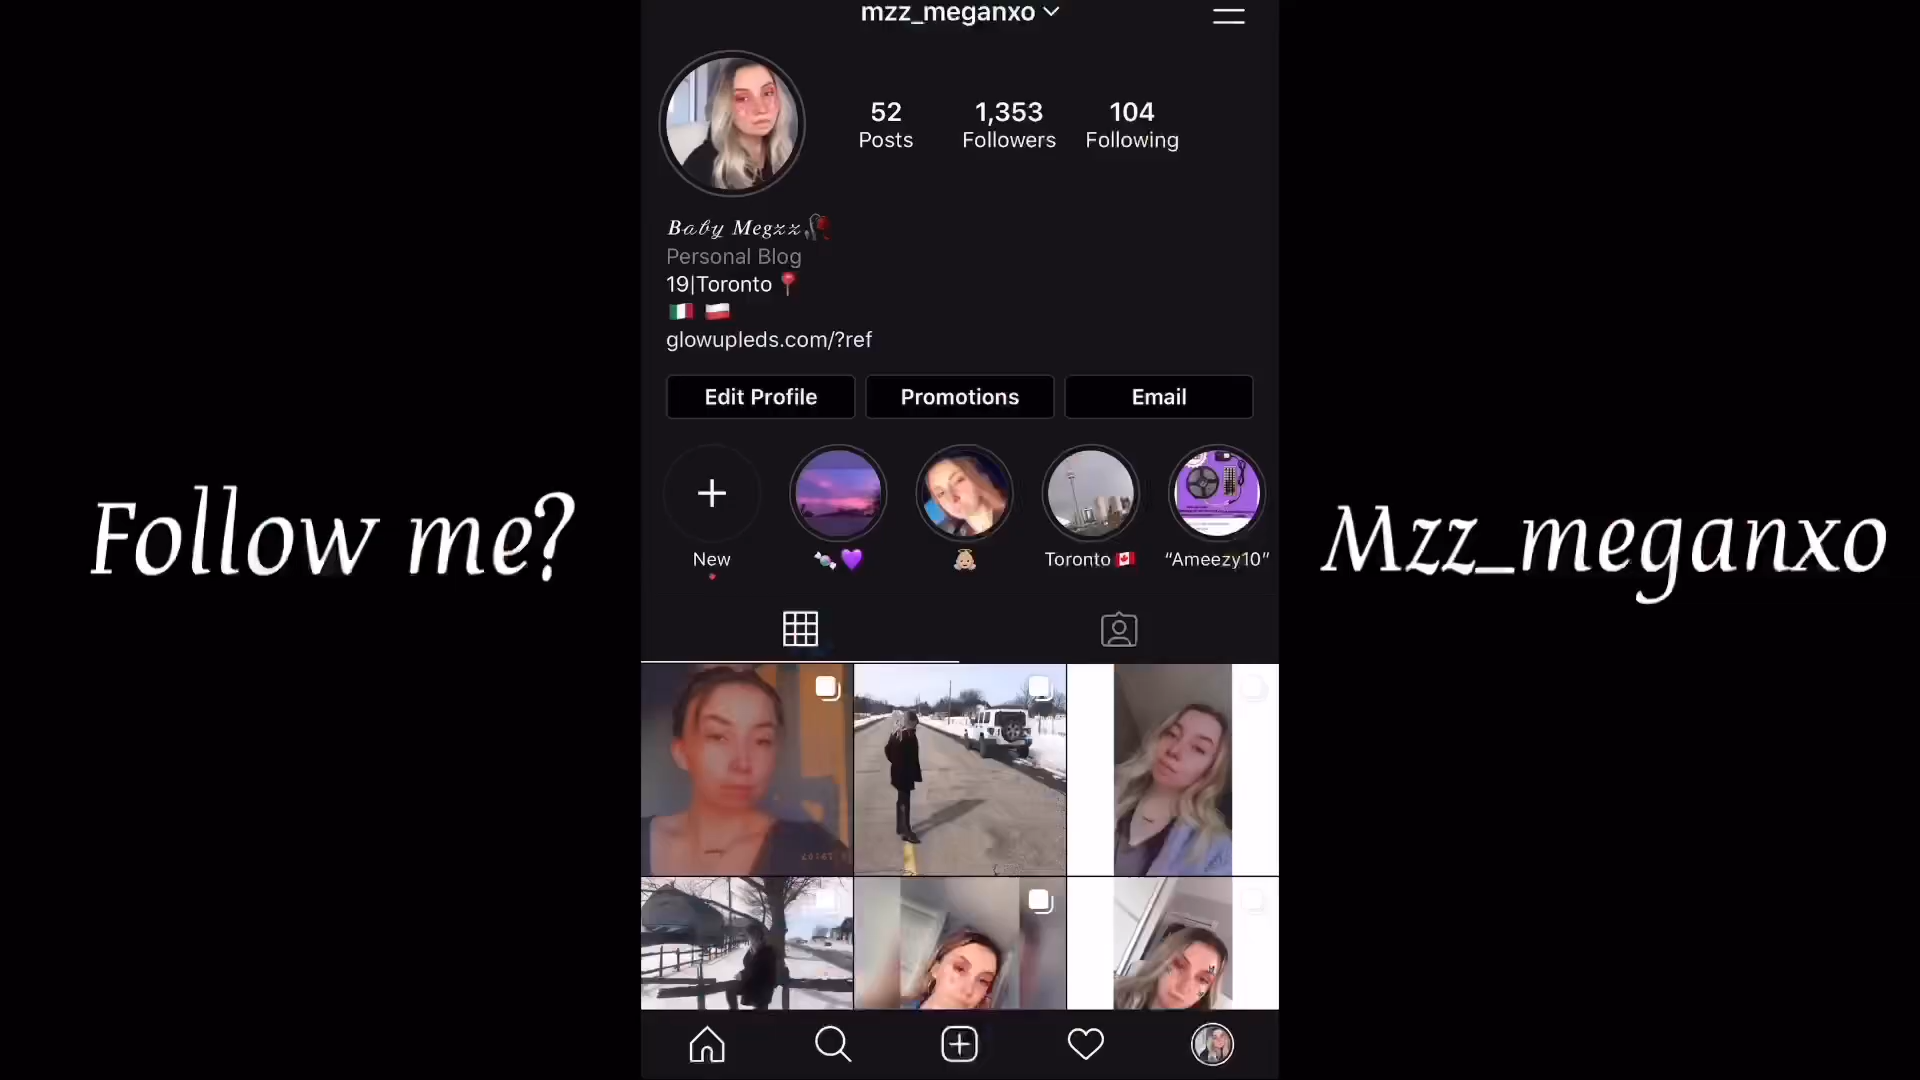 mzz_meganxo
52
Posts
1,353
Followers
104
Following
Baby Megzz🥀
Personal Blog
19|Toronto📍
🇮🇹 🇵🇱
glowupleds.com/?ref
Edit Profile
Promotions
Email
Follow me?
Mzz_meganxo
New
🍬💜
👼🏼
Toronto🇨🇦
“Ameezy10”